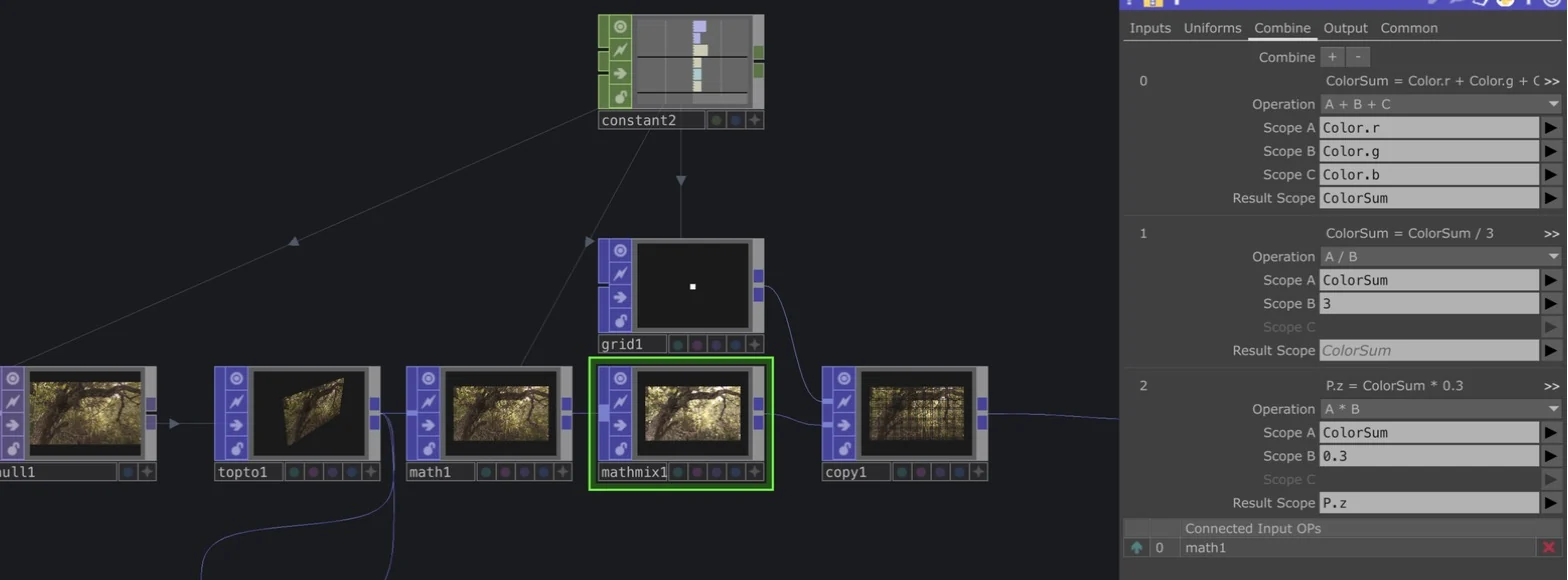 constant2
grid1
null1
topto1
math1
mathmix1
copy1
Inputs Uniforms Combine Output Common
Combine + -
0 ColorSum = Color.r + Color.g + C >>
Operation A + B + C
Scope A Color.r
Scope B Color.g
Scope C Color.b
Result Scope ColorSum
1 ColorSum = ColorSum / 3 >>
Operation A / B
Scope A ColorSum
Scope B 3
Scope C
Result Scope ColorSum
2 P.z = ColorSum * 0.3 >>
Operation A * B
Scope A ColorSum
Scope B 0.3
Scope C
Result Scope P.z
Connected Input OPs
0 math1